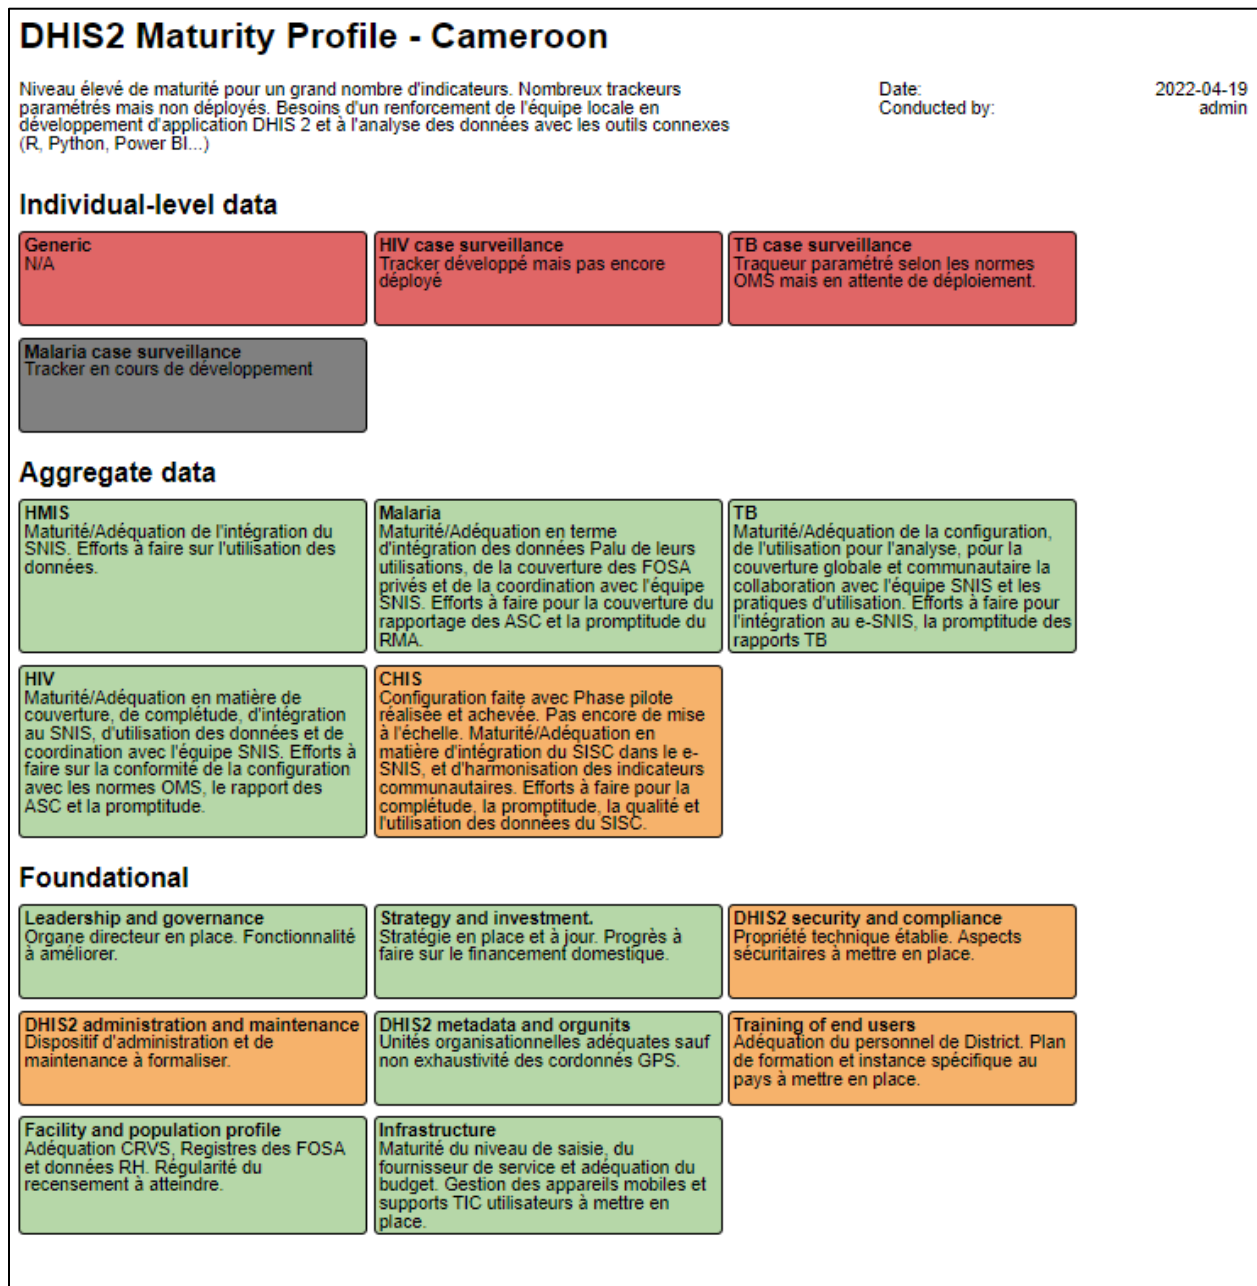 DHIS2 Maturity Profile - Cameroon
Niveau élevé de maturité pour un grand nombre d'indicateurs. Nombreux trackeurs
paramétrés mais non déployés. Besoins d'un renforcement de l'équipe locale en
développement d'application DHIS 2 et à l'analyse des données avec les outils connexes
(R, Python, Power BI...)
Date: 2022-04-19
Conducted by: admin
Individual-level data
Generic
N/A
HIV case surveillance
Tracker développé mais pas encore
déployé
TB case surveillance
Traqueur paramétré selon les normes
OMS mais en attente de déploiement.
Malaria case surveillance
Tracker en cours de développement
Aggregate data
HMIS
Maturité/Adéquation de l'intégration du
SNIS. Efforts à faire sur l'utilisation des
données.
Malaria
Maturité/Adéquation en terme
d'intégration des données Palu de leurs
utilisations, de la couverture des FOSA
privés et de la coordination avec l'équipe
SNIS. Efforts à faire pour la couverture du
rapportage des ASC et la promptitude du
RMA.
TB
Maturité/Adéquation de la configuration,
de l'utilisation pour l'analyse, pour la
couverture globale et communautaire la
collaboration avec l'équipe SNIS et les
pratiques d'utilisation. Efforts à faire pour
l'intégration au e-SNIS, la promptitude des
rapports TB
HIV
Maturité/Adéquation en matière de
couverture, de complétude, d'intégration
au SNIS, d'utilisation des données et de
coordination avec l'équipe SNIS. Efforts à
faire sur la conformité de la configuration
avec les normes OMS, le rapport des
ASC et la promptitude.
CHIS
Configuration faite avec Phase pilote
réalisée et achevée. Pas encore de mise
à l'échelle. Maturité/Adéquation en
matière d'intégration du SISC dans le e-
SNIS, et d'harmonisation des indicateurs
communautaires. Efforts à faire pour la
complétude, la promptitude, la qualité et
l'utilisation des données du SISC.
Foundational
Leadership and governance
Organe directeur en place. Fonctionnalité
à améliorer.
Strategy and investment.
Stratégie en place et à jour. Progrès à
faire sur le financement domestique.
DHIS2 security and compliance
Propriété technique établie. Aspects
sécuritaires à mettre en place.
DHIS2 administration and maintenance
Dispositif d'administration et de
maintenance à formaliser.
DHIS2 metadata and orgunits
Unités organisationnelles adéquates sauf
non exhaustivité des cordonnés GPS.
Training of end users
Adéquation du personnel de District. Plan
de formation et instance spécifique au
pays à mettre en place.
Facility and population profile
Adéquation CRVS, Registres des FOSA
et données RH. Régularité du
recensement à atteindre.
Infrastructure
Maturité du niveau de saisie, du
fournisseur de service et adéquation du
budget. Gestion des appareils mobiles et
supports TIC utilisateurs à mettre en
place.